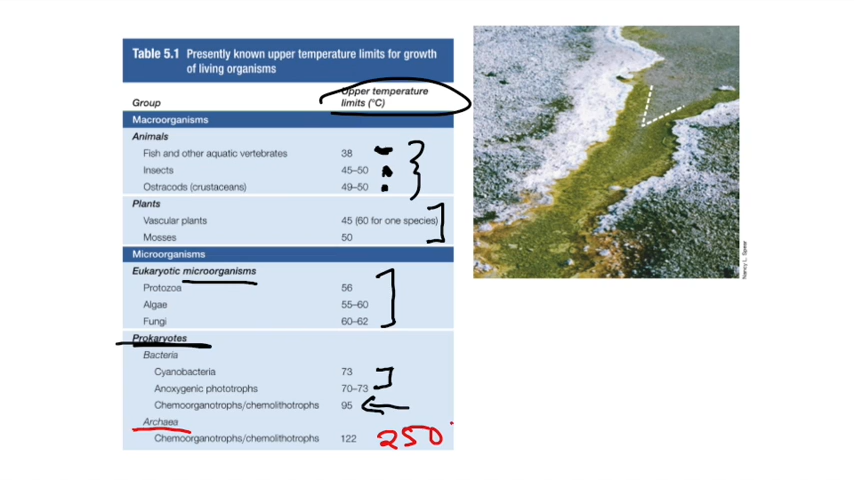 Table 5.1 Presently known upper temperature limits for growth
of living organisms
Upper temperature
Group limits (°C)
Macroorganisms
Animals
Fish and other aquatic vertebrates 38
Insects 45–50
Ostracods (crustaceans) 49–50
Plants
Vascular plants 45 (60 for one species)
Mosses 50
Microorganisms
Eukaryotic microorganisms
Protozoa 56
Algae 55–60
Fungi 60–62
Prokaryotes
Bacteria
Cyanobacteria 73
Anoxygenic phototrophs 70–73
Chemoorganotrophs/chemolithotrophs 95
Archaea
Chemoorganotrophs/chemolithotrophs 122 250
Nancy L. Spear